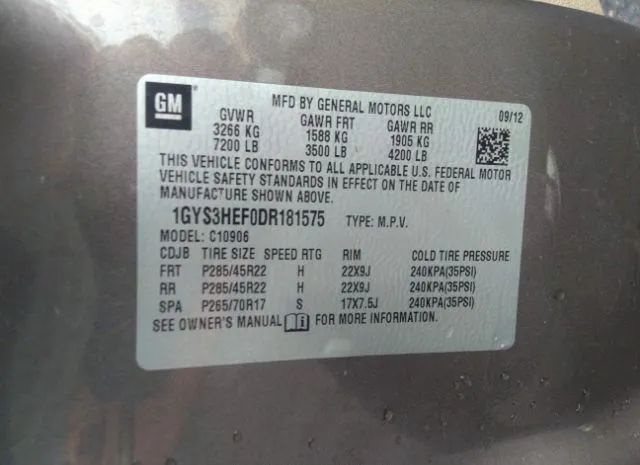 GM
MFD BY GENERAL MOTORS LLC 09/12
GVWR GAWR FRT GAWR RR
3266 KG 1588 KG 1905 KG
7200 LB 3500 LB 4200 LB
THIS VEHICLE CONFORMS TO ALL APPLICABLE U.S. FEDERAL MOTOR
VEHICLE SAFETY STANDARDS IN EFFECT ON THE DATE OF
MANUFACTURE SHOWN ABOVE.
1GYS3HEF0DR181575 TYPE: M.P.V.
MODEL: C10906
CDJB TIRE SIZE SPEED RTG RIM COLD TIRE PRESSURE
FRT P285/45R22 H 22X9J 240KPA(35PSI)
RR P285/45R22 H 22X9J 240KPA(35PSI)
SPA P265/70R17 S 17X7.5J 240KPA(35PSI)
SEE OWNER'S MANUAL FOR MORE INFORMATION.